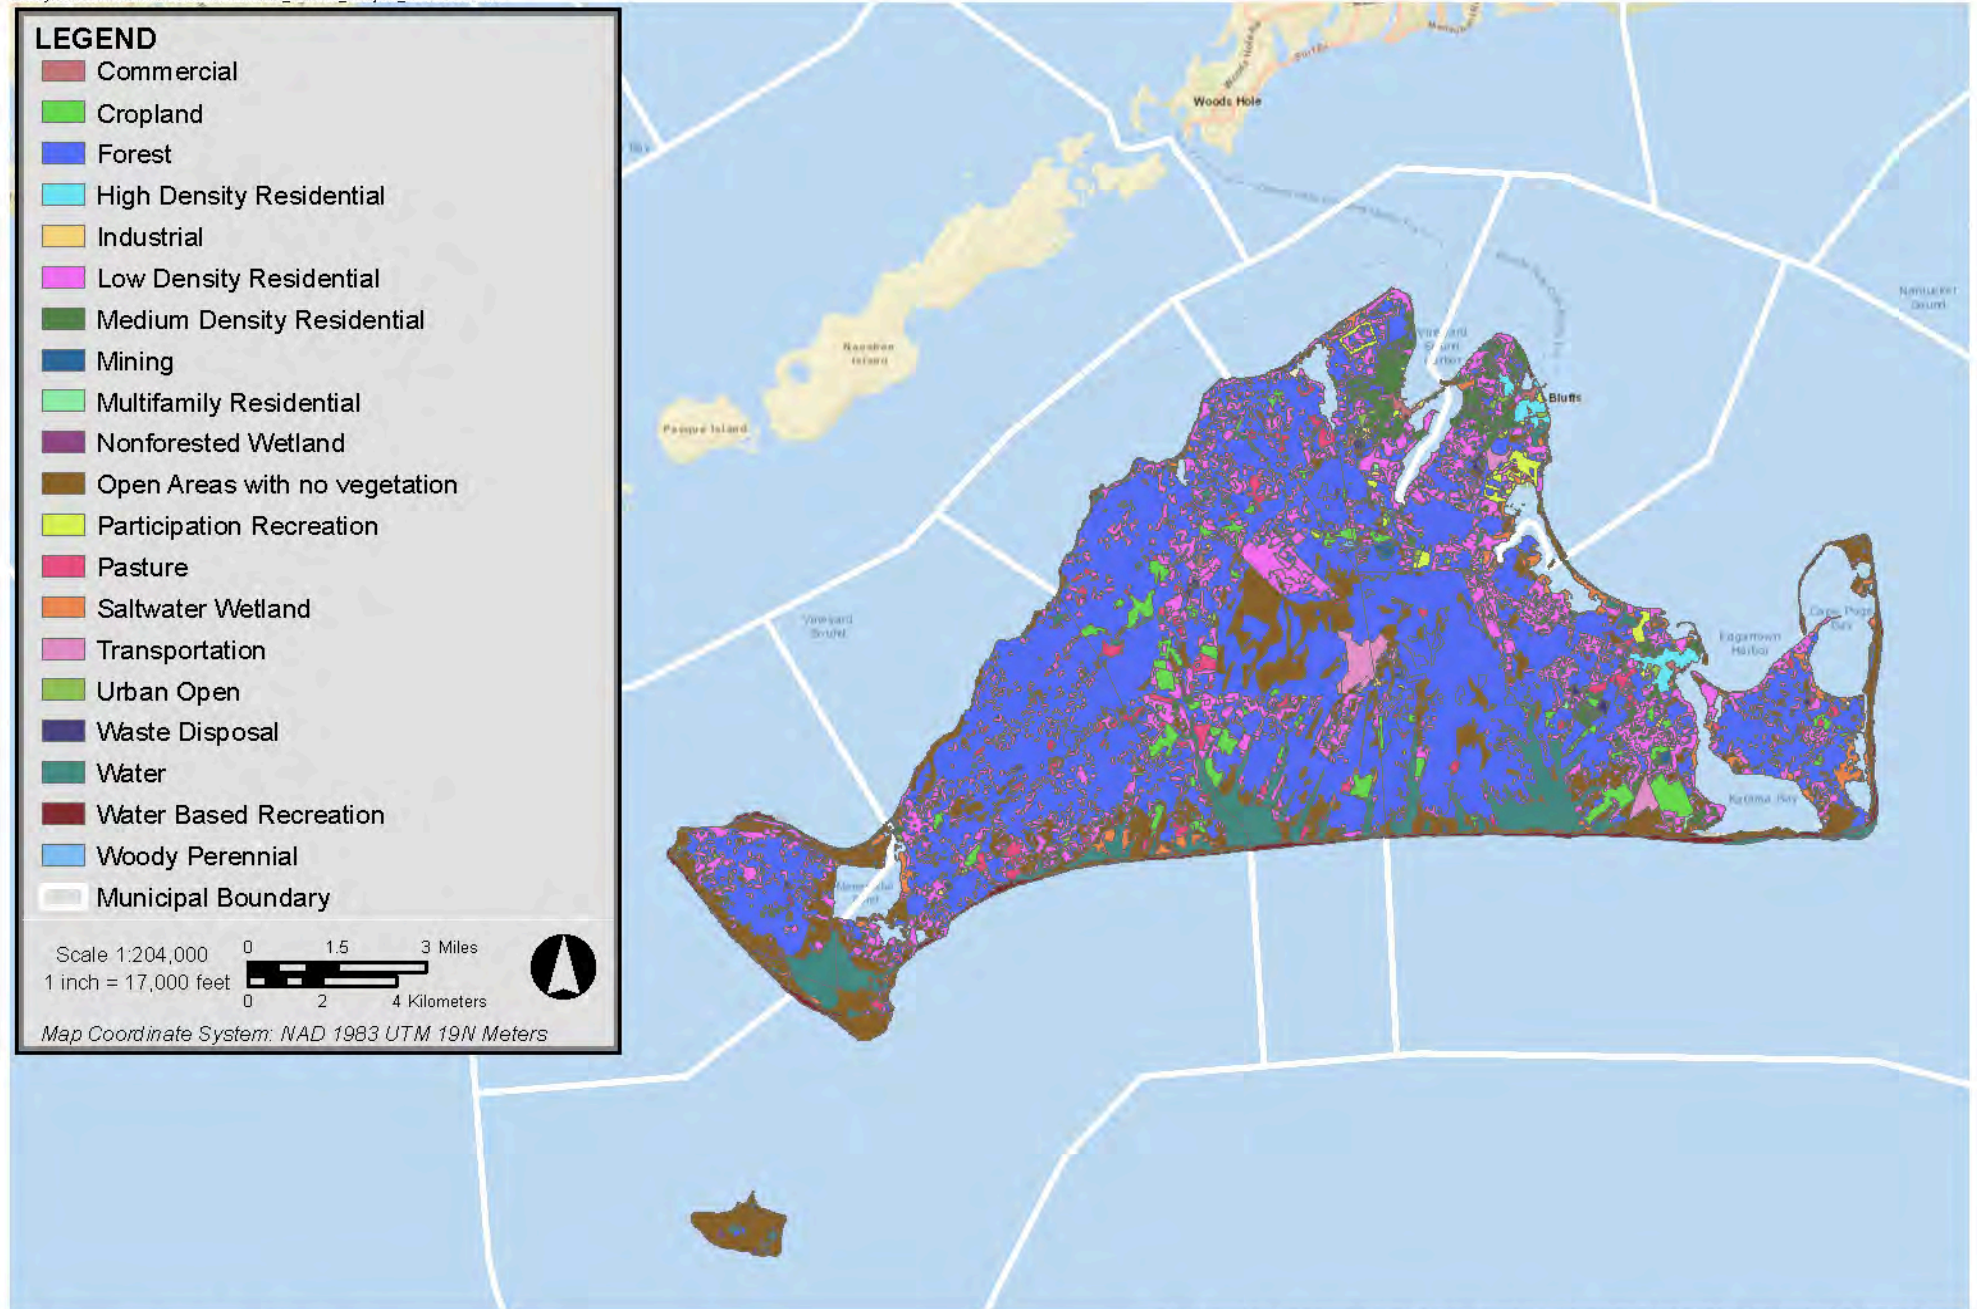 LEGEND
Commercial
Cropland
Forest
High Density Residential
Industrial
Low Density Residential
Medium Density Residential
Mining
Multifamily Residential
Nonforested Wetland
Open Areas with no vegetation
Participation Recreation
Pasture
Saltwater Wetland
Transportation
Urban Open
Waste Disposal
Water
Water Based Recreation
Woody Perennial
Municipal Boundary
Scale 1:204,000
1 inch = 17,000 feet
0 1.5 3 Miles
0 2 4 Kilometers
Map Coordinate System: NAD 1983 UTM 19N Meters
Woods Hole
Nantucket
Sound
Naushon
Island
Pasque Island
Bluffs
Vineyard
Sound
Edgartown
Harbor
Cape Poge
Bay
Katama Bay